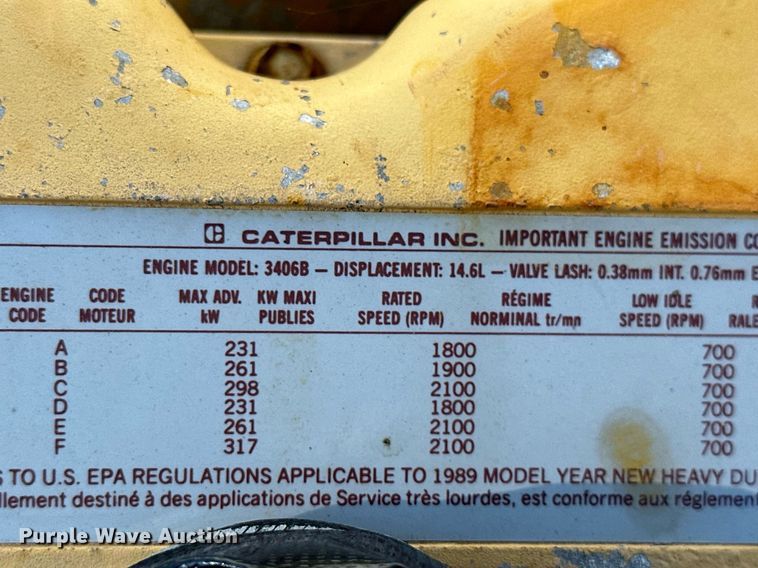 CATERPILLAR INC. IMPORTANT ENGINE EMISSION
ENGINE MODEL: 3406B — DISPLACEMENT: 14.6L — VALVE LASH: 0.38mm INT. 0.76mm E
ENGINE CODE MAX ADV. KW MAXI RATED RÉGIME LOW IDLE
CODE MOTEUR kW PUBLIES SPEED (RPM) NORMINAL tr/mn SPEED (RPM) RALE
A 231 1800 700
B 261 1900 700
C 298 2100 700
D 231 1800 700
E 261 2100 700
F 317 2100 700
S TO U.S. EPA REGULATIONS APPLICABLE TO 1989 MODEL YEAR NEW HEAVY DU
llement destiné à des applications de Service très lourdes, est conforme aux réglement
Purple Wave Auction